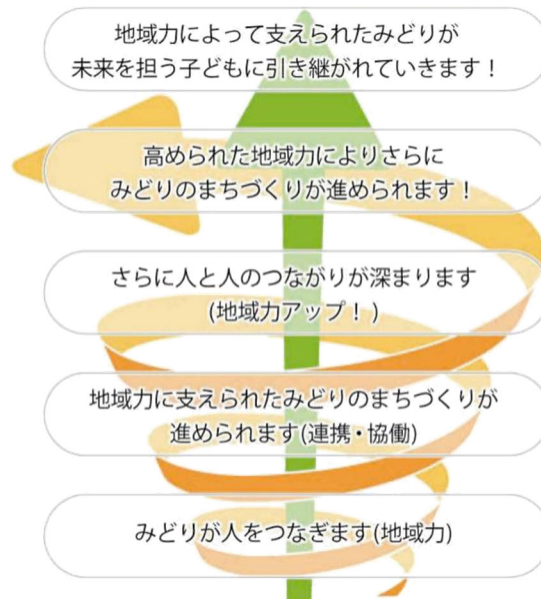 地域力によって支えられたみどりが
未来を担う子どもに引き継がれていきます！
高められた地域力によりさらに
みどりのまちづくりが進められます！
さらに人と人のつながりが深まります
(地域力アップ！)
地域力に支えられたみどりのまちづくりが
進められます(連携・協働)
みどりが人をつなぎます(地域力)